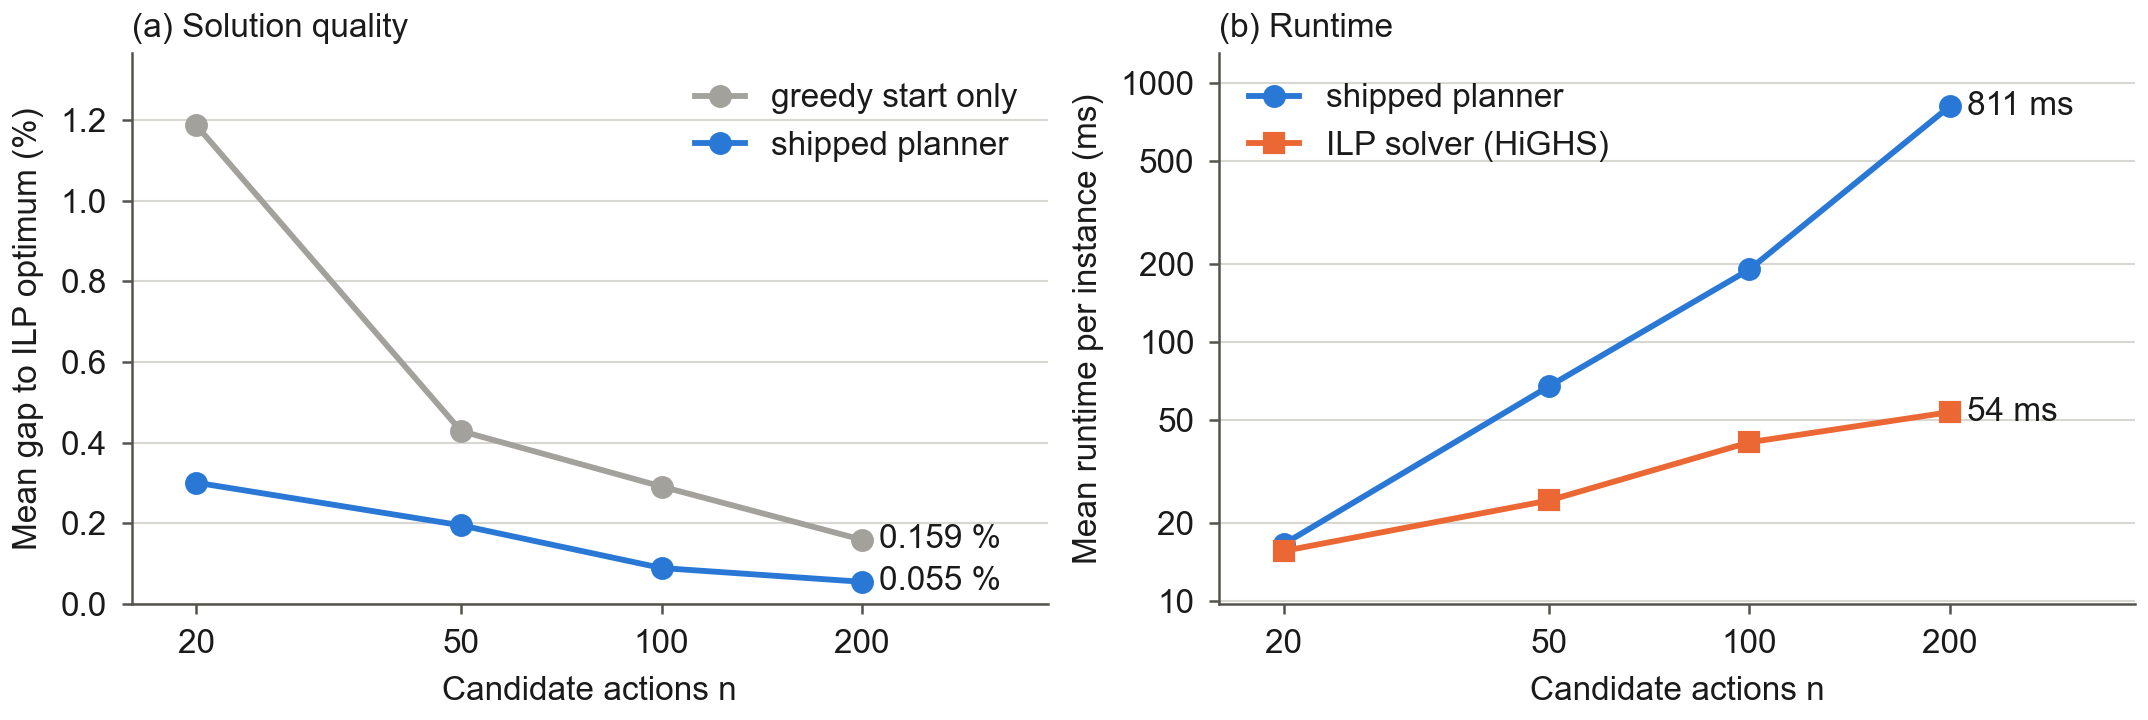 (a) Solution quality
Mean gap to ILP optimum (%)
1.2
1.0
0.8
0.6
0.4
0.2
0.0
greedy start only
shipped planner
0.159 %
0.055 %
20 50 100 200
Candidate actions n
(b) Runtime
Mean runtime per instance (ms)
1000
500
200
100
50
20
10
shipped planner
ILP solver (HiGHS)
811 ms
54 ms
20 50 100 200
Candidate actions n